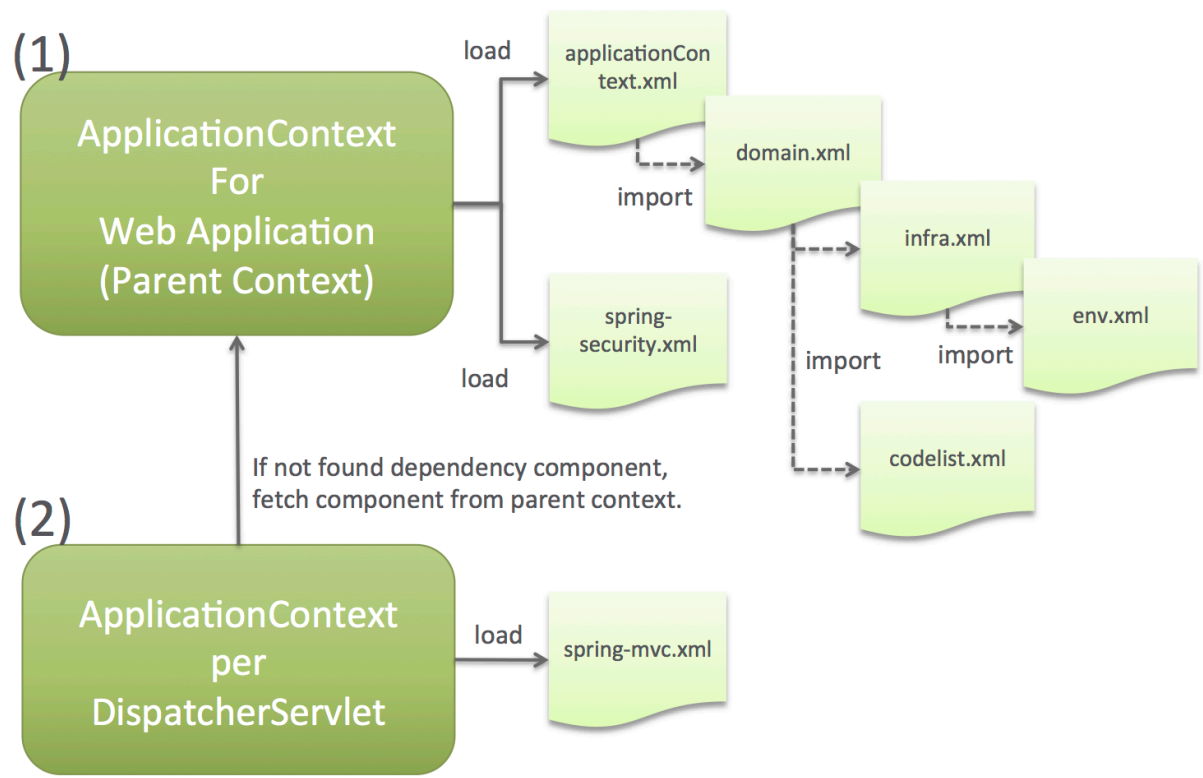 (1)
ApplicationContext
For
Web Application
(Parent Context)
load
applicationCon
text.xml
import
domain.xml
infra.xml
import
env.xml
import
codelist.xml
load
spring-
security.xml
If not found dependency component,
fetch component from parent context.
(2)
ApplicationContext
per
DispatcherServlet
load
spring-mvc.xml